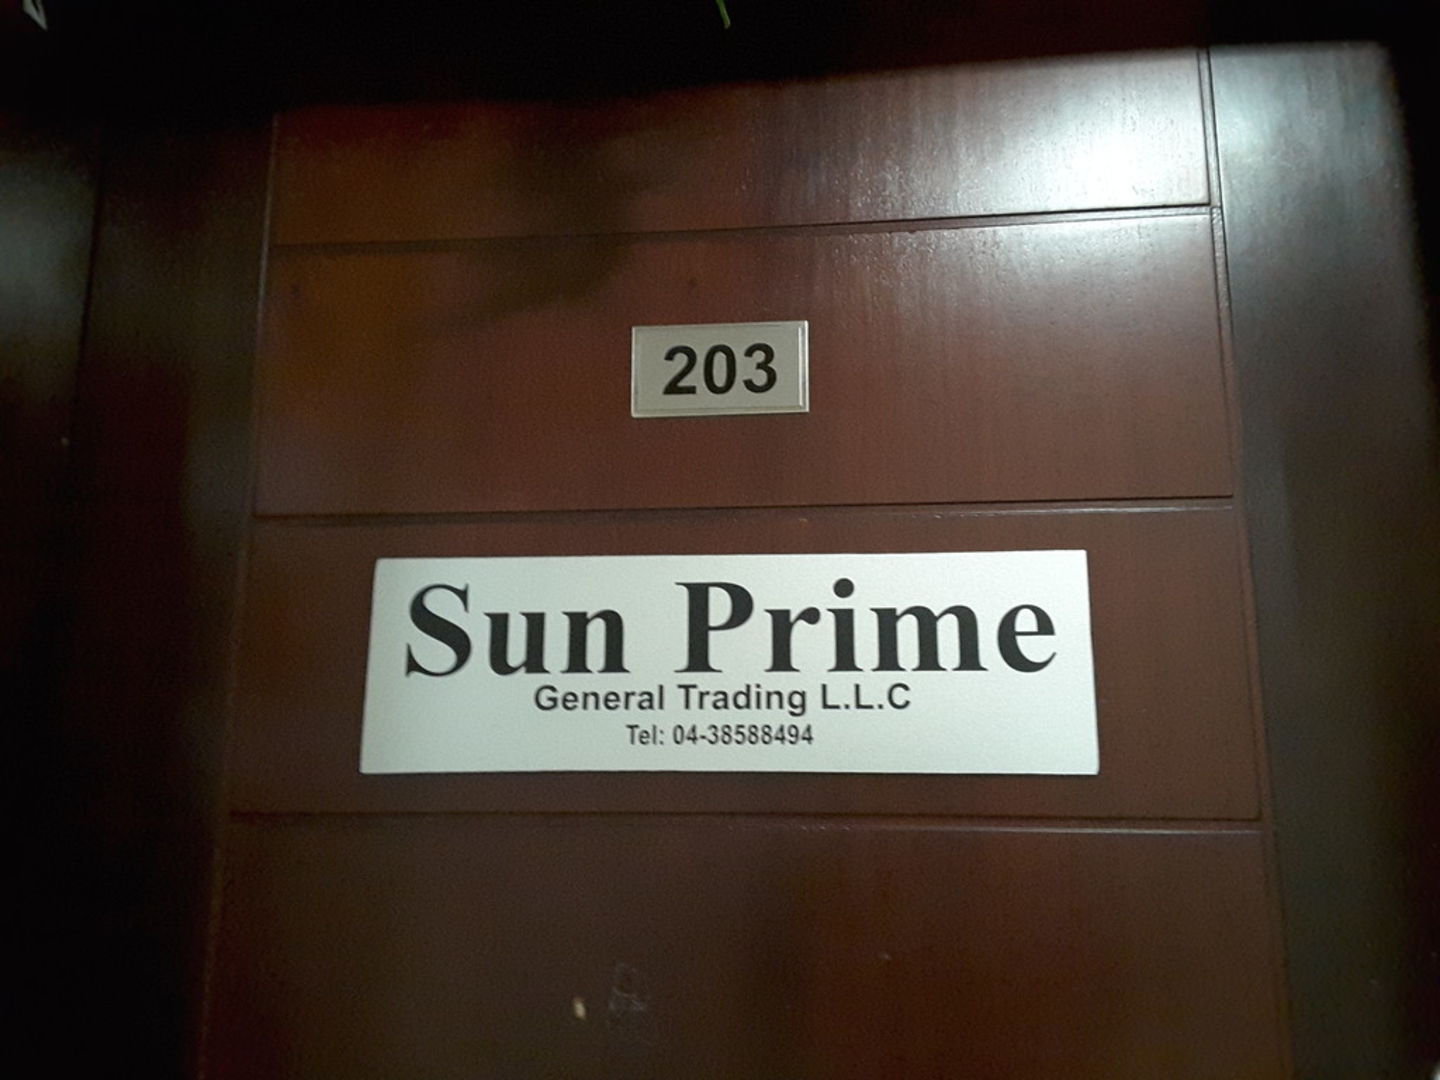 203
Sun Prime
General Trading L.L.C
Tel: 04-38588494